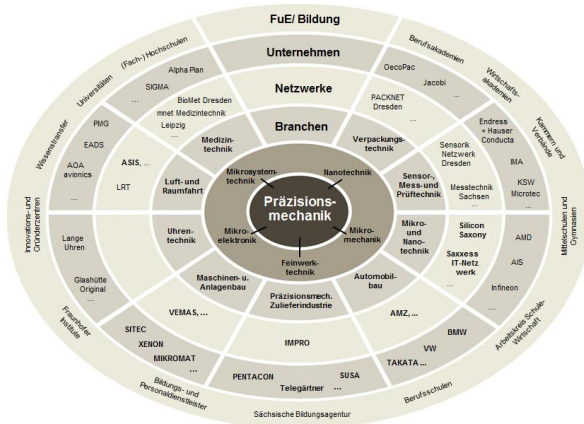 FuE/ Bildung
Unternehmen
Netzwerke
Branchen
Präzisions-
mechanik
Mikrosystem-
technik
Nanotechnik
Mikro-
elektronik
Mikro-
mechanik
Feinwerk-
technik
Medizin-
technik
Verpackungs-
technik
Sensor-,
Mess- und
Prüftechnik
Mikro-
und
Nano-
technik
Automobil-
bau
Präzisionsmech.
Zulieferindustrie
Maschinen- u.
Anlagenbau
Uhren-
technik
Luft- und
Raumfahrt
BioMet Dresden
mnet Medizintechnik
Leipzig
...
PACKNET
Dresden
...
Sensorik
Netzwerk
Dresden
Messtechnik
Sachsen
...
Silicon
Saxony
Saxxess
IT-Netz
werk
...
AMZ, ...
IMPRO
VEMAS, ...
ASIS, ...
LRT
Alpha Plan
SIGMA
...
OecoPac
Jacobi
...
Endress
+ Hauser
Conducta
IMA
KSW
Microtec
...
AMD
AIS
Infineon
...
BMW
VW
TAKATA ...
PENTACON
Telegärtner
SUSA
...
SITEC
XENON
MIKROMAT
...
Lange
Uhren
Glashütte
Original
...
PMG
EADS
AOA
avionics
...
(Fach-) Hochschulen
Berufsakademien
Wirtschafts-
akademien
Kammern und
Verbände
Mittelschulen und
Gymnasien
Arbeitskreis Schule-
Wirtschaft
Berufsschulen
Sächsische Bildungsagentur
Bildungs- und
Personaldienstleister
Fraunhofer
Institute
Innovations- und
Gründerzentren
Wissenstransfer
Universitäten